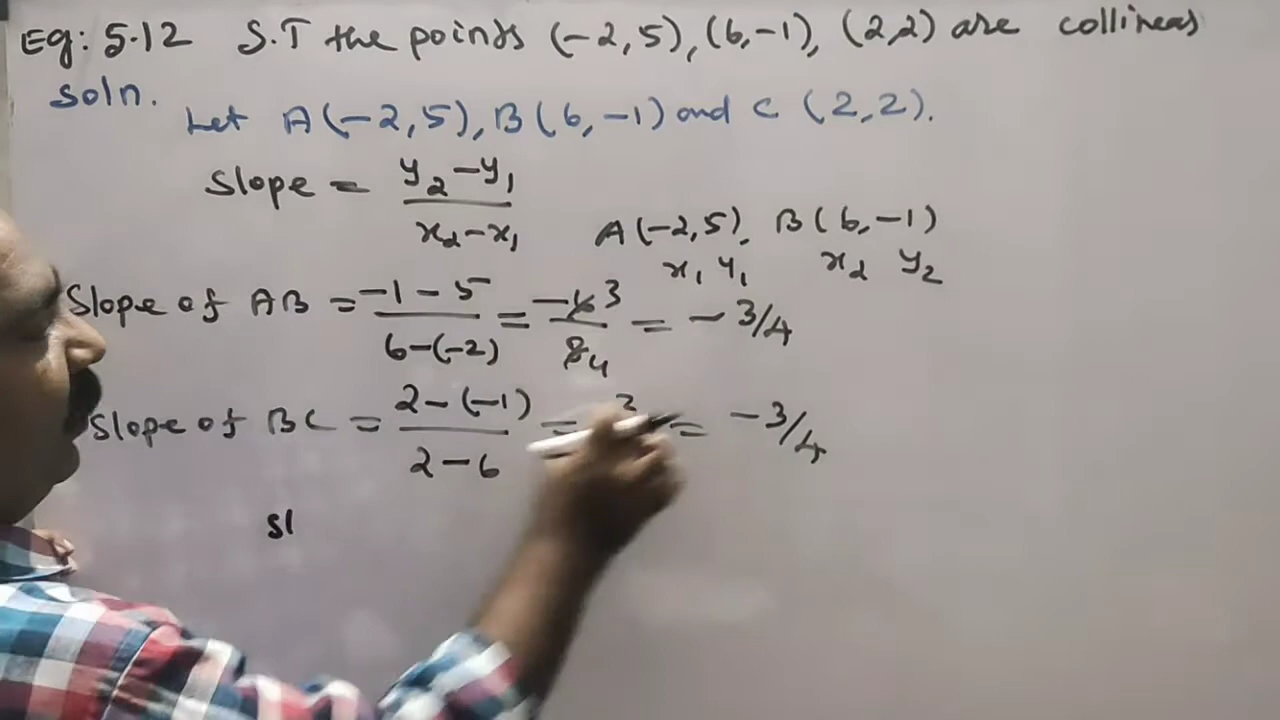 Eg: 5.12 S.T the points (-2,5), (6,-1), (2,2) are collinear
Soln.
Let A(-2,5), B(6,-1) and C (2,2).
Slope = y₂-y₁/x₂-x₁
A(-2,5). B(6,-1)
x₁ y₁ x₂ y₂
Slope of AB = -1-5/6-(-2) = -6 3/8 4 = -3/4
Slope of BC = 2-(-1)/2-6 = 3 = -3/4
Sl